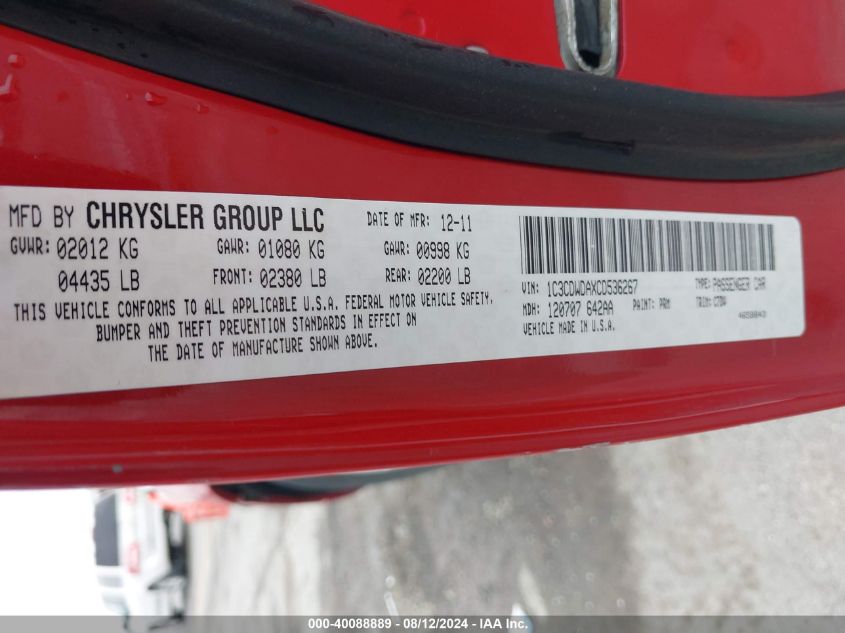 MFD BY CHRYSLER GROUP LLC DATE OF MFR: 12-11
GVWR: 02012 KG GAWR: 01080 KG GAWR: 00998 KG
04435 LB FRONT: 02380 LB REAR: 02200 LB
THIS VEHICLE CONFORMS TO ALL APPLICABLE U.S.A. FEDERAL MOTOR VEHICLE SAFETY,
BUMPER AND THEFT PREVENTION STANDARDS IN EFFECT ON
THE DATE OF MANUFACTURE SHOWN ABOVE.
VIN: 1C3CDWDAXCD536267 TYPE: PASSENGER CAR
MDH: 120707 642AA PAINT: PRM TRIM:
VEHICLE MADE IN U.S.A.
000-40088889 - 08/12/2024 - IAA Inc.